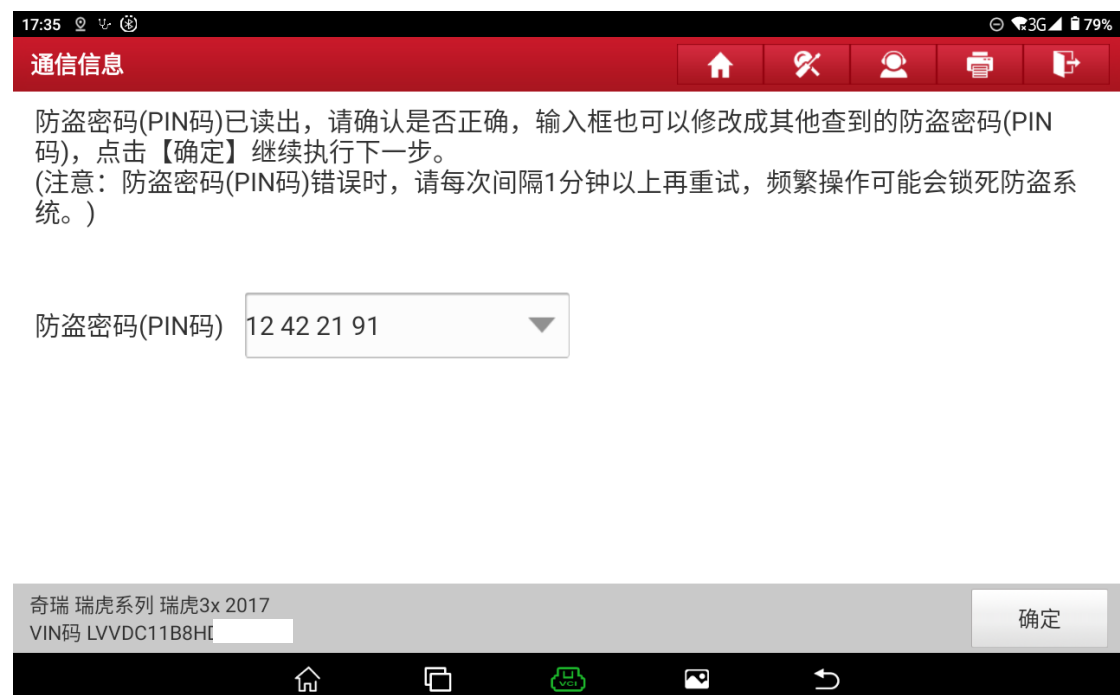 17:35
3G
79%
通信信息
防盗密码(PIN码)已读出，请确认是否正确，输入框也可以修改成其他查到的防盗密码(PIN
码)，点击【确定】继续执行下一步。
(注意：防盗密码(PIN码)错误时，请每次间隔1分钟以上再重试，频繁操作可能会锁死防盗系
统。)
防盗密码(PIN码)
12 42 21 91
奇瑞 瑞虎系列 瑞虎3x 2017
VIN码 LVVDC11B8H
确定
VCI